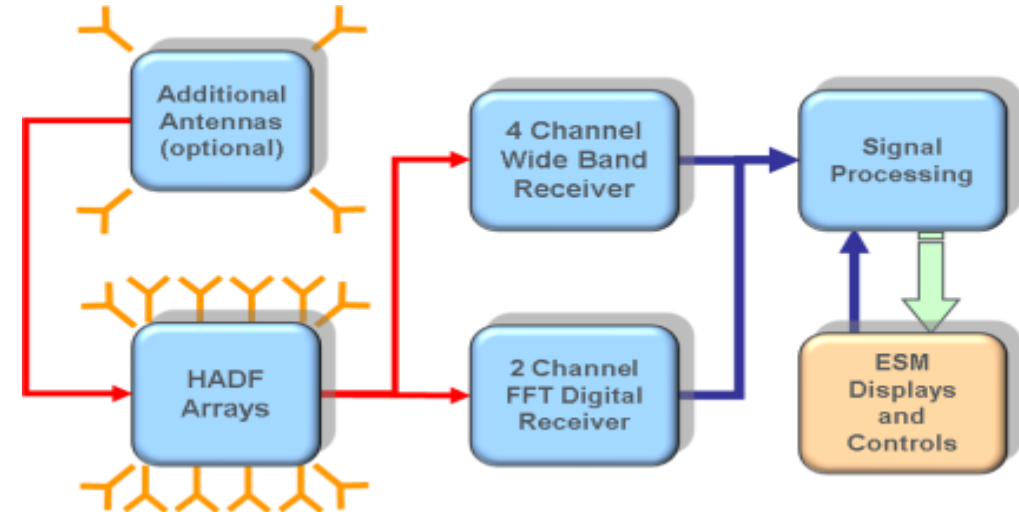 Additional
Antennas
(optional)
4 Channel
Wide Band
Receiver
Signal
Processing
HADF
Arrays
2 Channel
FFT Digital
Receiver
ESM
Displays
and
Controls